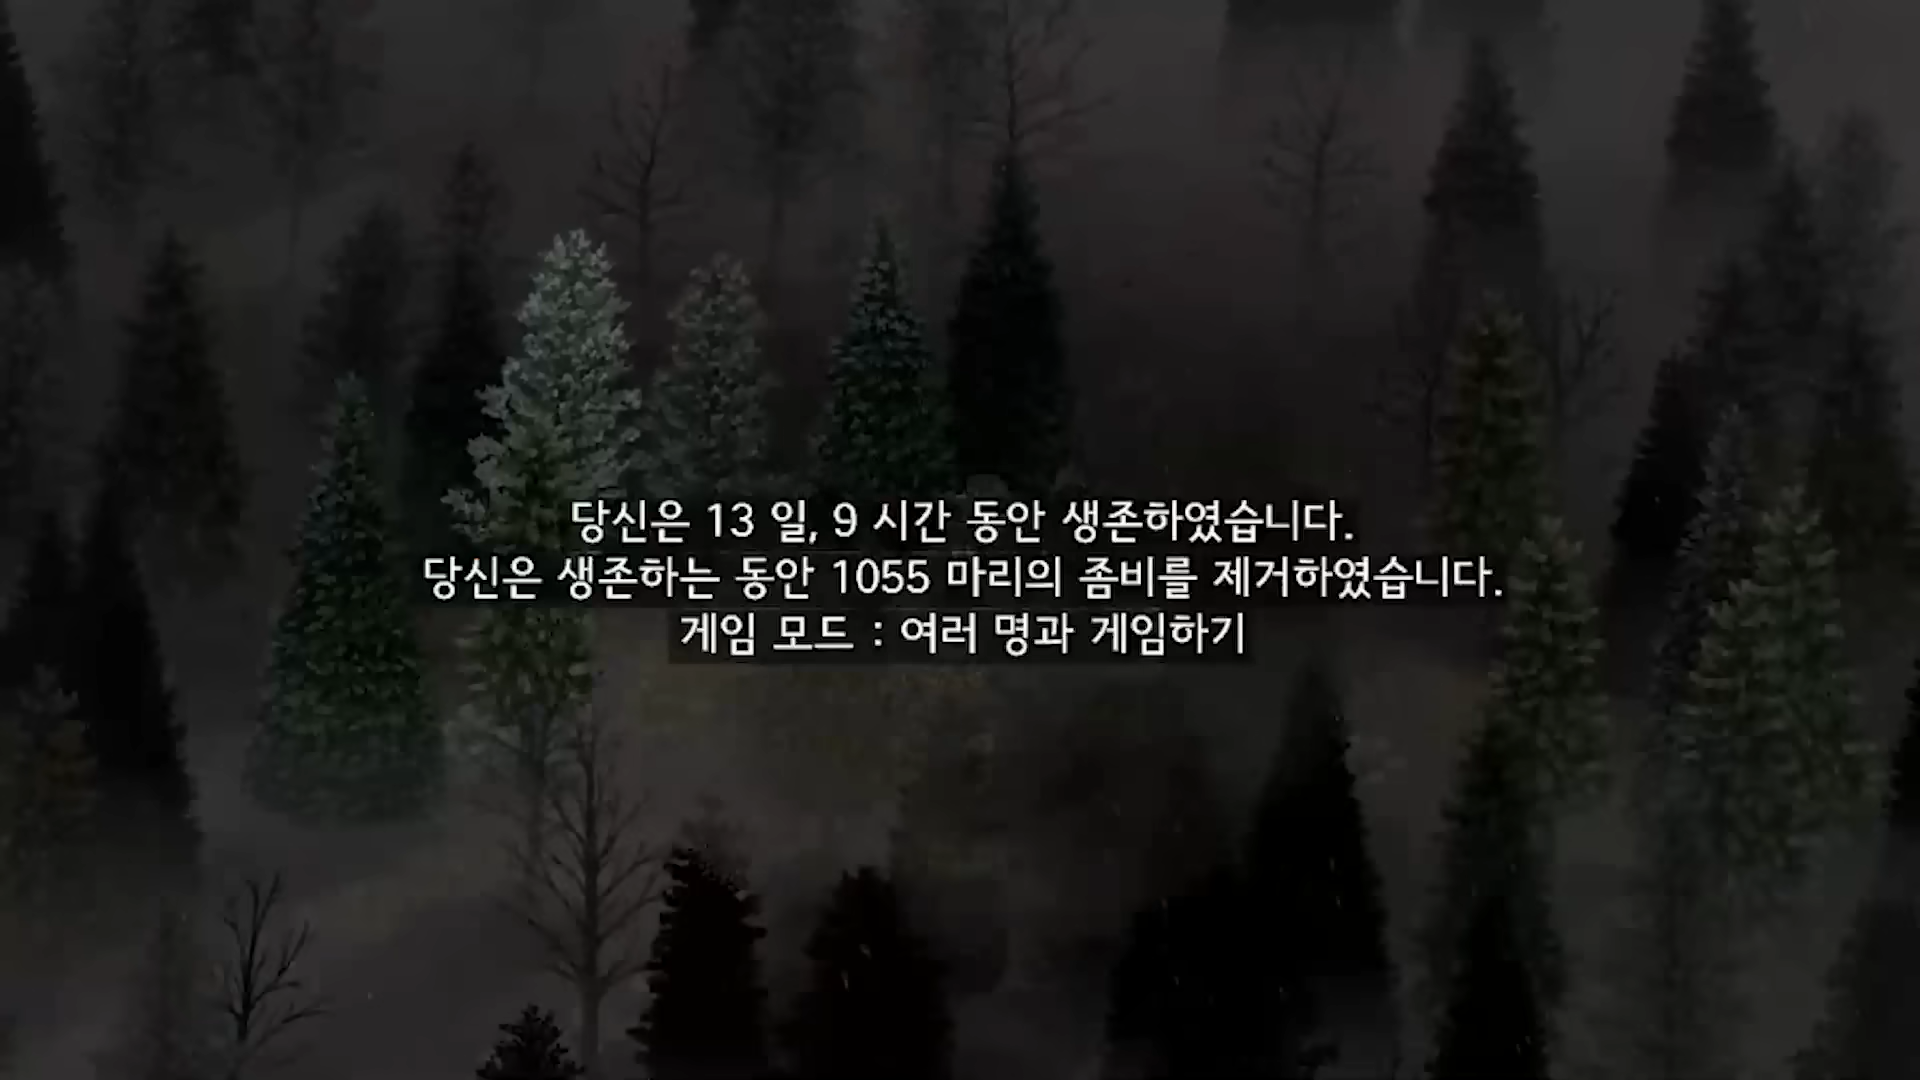 당신은 13 일, 9 시간 동안 생존하였습니다.
당신은 생존하는 동안 1055 마리의 좀비를 제거하였습니다.
게임 모드 : 여러 명과 게임하기